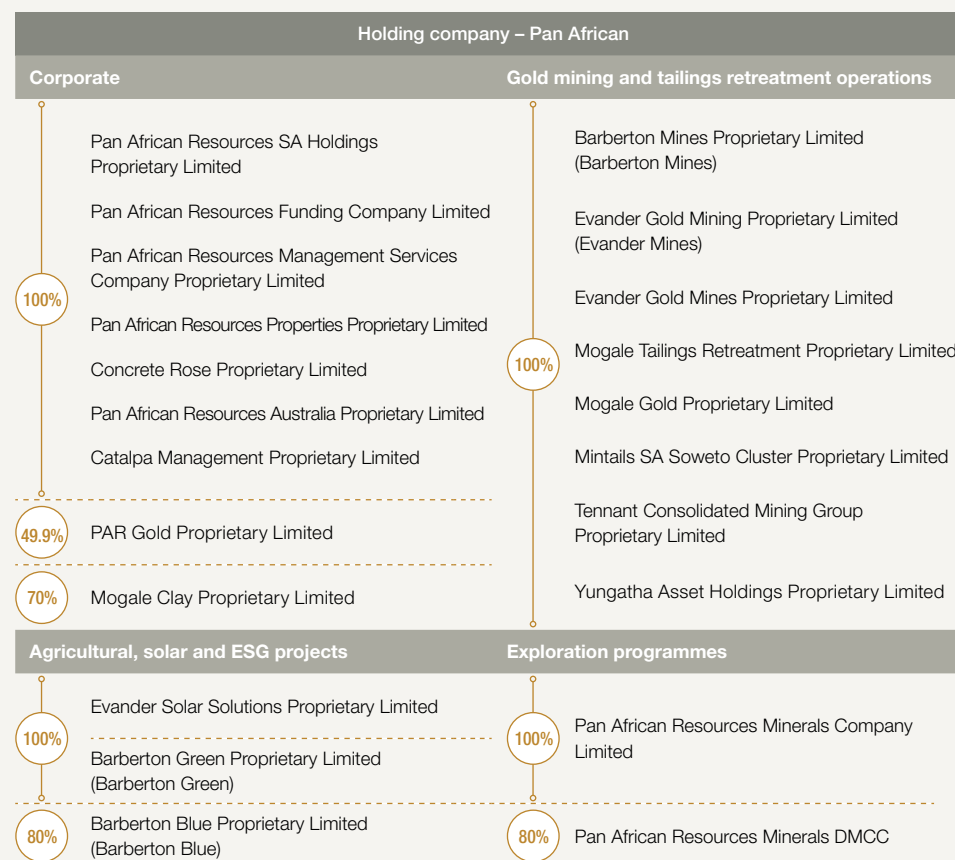 Holding company – Pan African
Corporate
Pan African Resources SA Holdings
Proprietary Limited
Pan African Resources Funding Company Limited
Pan African Resources Management Services
Company Proprietary Limited
100%
Pan African Resources Properties Proprietary Limited
Concrete Rose Proprietary Limited
Pan African Resources Australia Proprietary Limited
Catalpa Management Proprietary Limited
49.9%
PAR Gold Proprietary Limited
70%
Mogale Clay Proprietary Limited
Gold mining and tailings retreatment operations
Barberton Mines Proprietary Limited
(Barberton Mines)
Evander Gold Mining Proprietary Limited
(Evander Mines)
Evander Gold Mines Proprietary Limited
100%
Mogale Tailings Retreatment Proprietary Limited
Mogale Gold Proprietary Limited
Mintails SA Soweto Cluster Proprietary Limited
Tennant Consolidated Mining Group
Proprietary Limited
Yungatha Asset Holdings Proprietary Limited
Agricultural, solar and ESG projects
100%
Evander Solar Solutions Proprietary Limited
Barberton Green Proprietary Limited
(Barberton Green)
80%
Barberton Blue Proprietary Limited
(Barberton Blue)
Exploration programmes
100%
Pan African Resources Minerals Company
Limited
80%
Pan African Resources Minerals DMCC